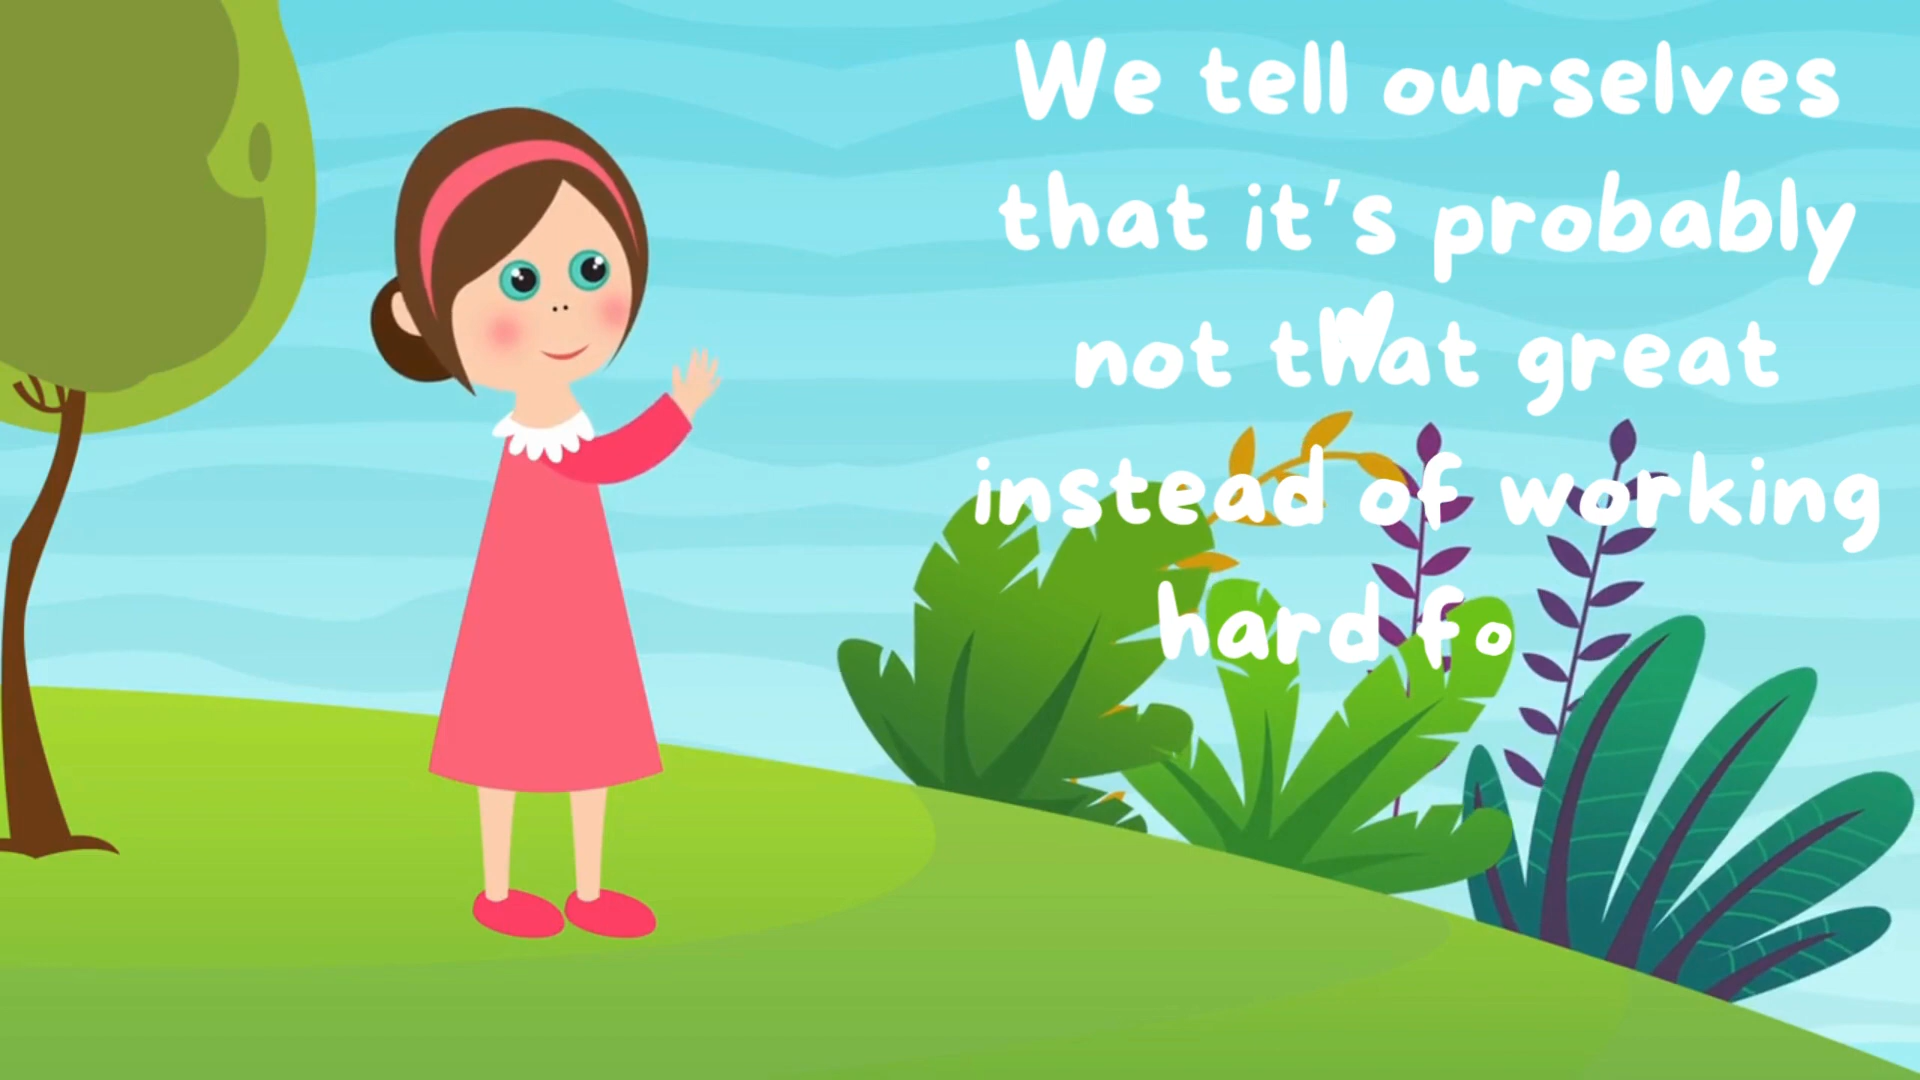 We tell ourselves
that it's probably
not that great
instead of working
hard fo